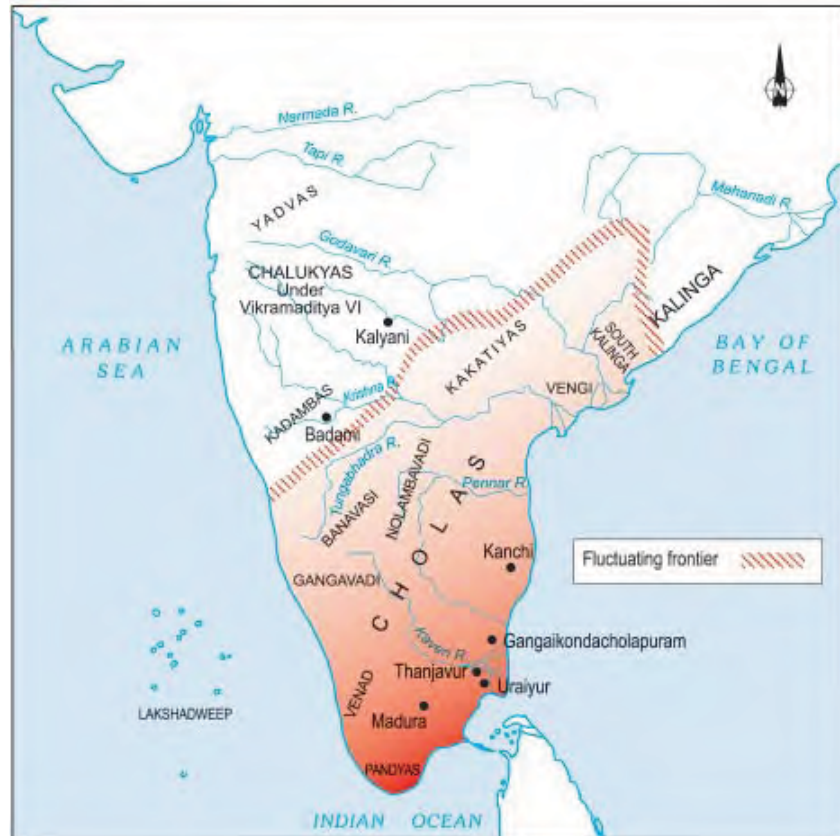 N
Narmada R.
Tapi R.
Mahanadi R.
YADVAS
Godavari R.
CHALUKYAS
Under
Vikramaditya VI
Kalyani
KALINGA
SOUTH
KALINGA
ARABIAN
SEA
BAY OF
BENGAL
KAKATIYAS
VENGI
Krishna R.
KADAMBAS
Badami
Tungabhadra R.
BANAVASI
NOLAMBAVADI
Pennar R.
CHOLAS
Kanchi
Fluctuating frontier
GANGAVADI
Gangaikondacholapuram
Kaveri R.
Thanjavur
Uraiyur
VENAD
Madura
LAKSHADWEEP
PANDYAS
INDIAN OCEAN